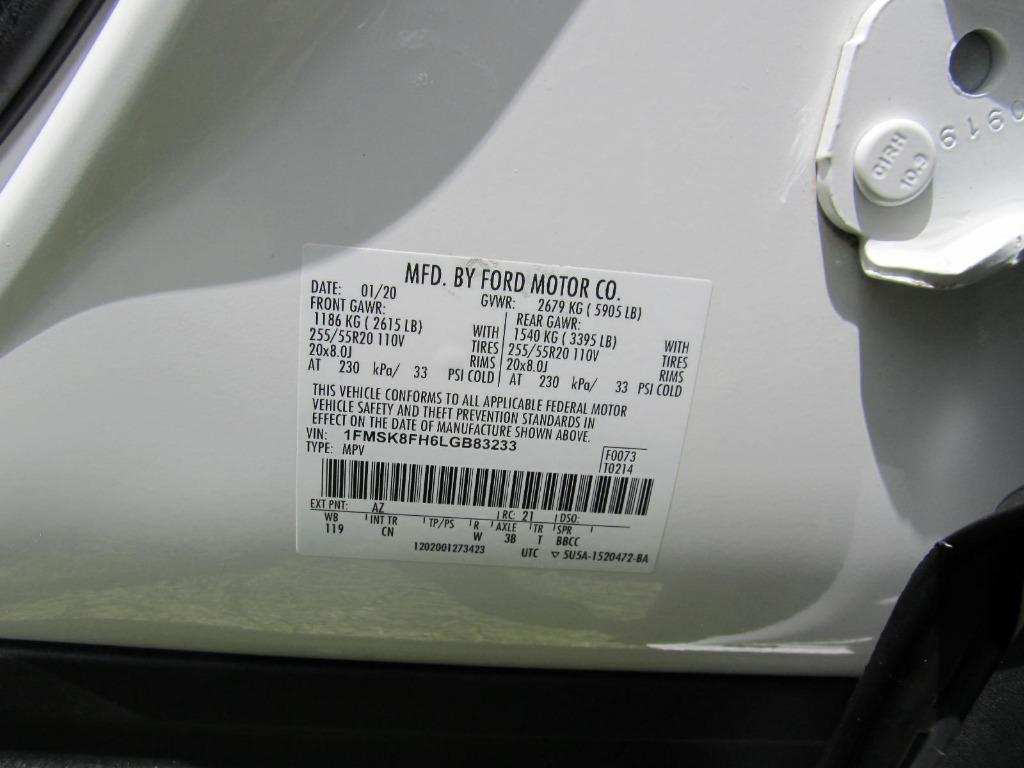 MFD. BY FORD MOTOR CO.
DATE: 01/20 GVWR: 2679 KG ( 5905 LB)
FRONT GAWR: REAR GAWR:
1186 KG ( 2615 LB) WITH 1540 KG ( 3395 LB) WITH
255/55R20 110V TIRES 255/55R20 110V TIRES
20x8.0J RIMS 20x8.0J RIMS
AT 230 kPa/ 33 PSI COLD AT 230 kPa/ 33 PSI COLD
THIS VEHICLE CONFORMS TO ALL APPLICABLE FEDERAL MOTOR
VEHICLE SAFETY AND THEFT PREVENTION STANDARDS IN
EFFECT ON THE DATE OF MANUFACTURE SHOWN ABOVE.
VIN: 1FMSK8FH6LGB83233
TYPE: MPV
F0073
T0214
EXT PNT: AZ RC: 21 DSO:
WB INT TR TP/PS R AXLE TR SPR
119 CN W 3B T BBCC
1202001273423 UTC ▽ 5U5A-1520472-BA
0919
CIRH
10.9